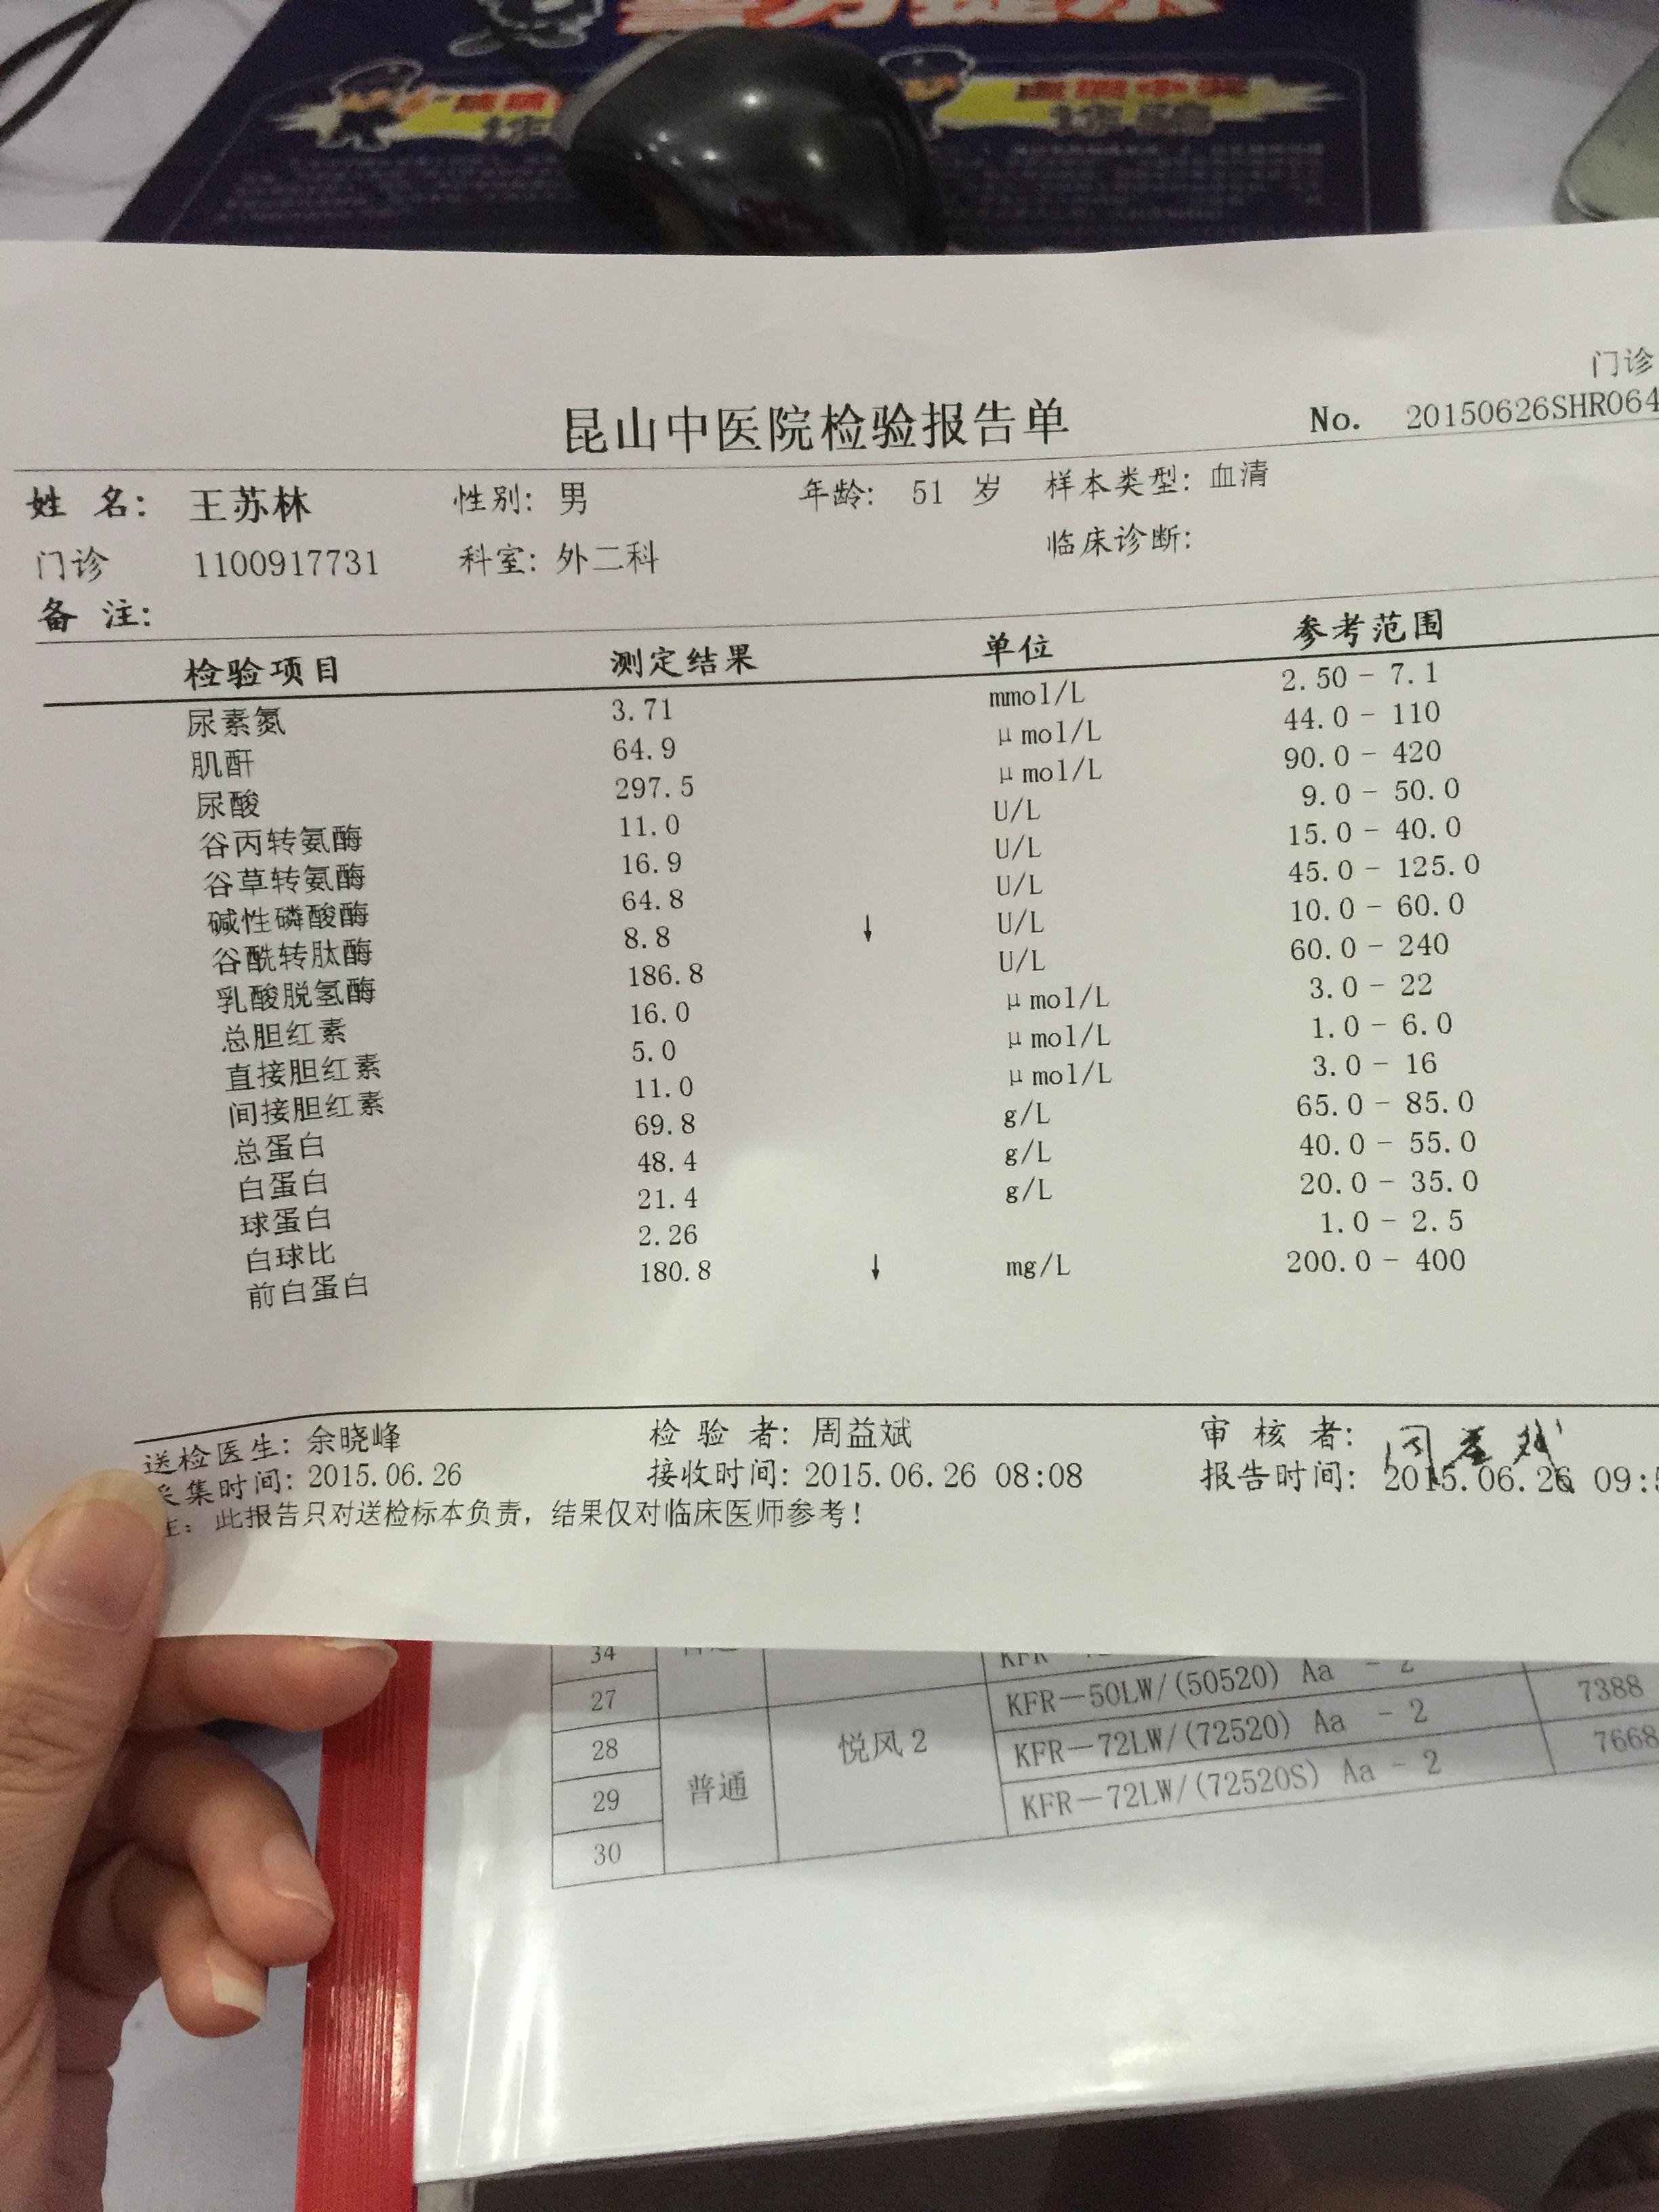 门诊
昆山中医院检验报告单 No. 20150626SHR064
姓 名: 王苏林 性别: 男 年龄: 51 岁 样本类型: 血清
门诊 1100917731 科室: 外二科 临床诊断:
备 注:
检验项目 测定结果 单位 参考范围
尿素氮 3.71 mmol/L 2.50 - 7.1
肌酐 64.9 μmol/L 44.0 - 110
尿酸 297.5 μmol/L 90.0 - 420
谷丙转氨酶 11.0 U/L 9.0 - 50.0
谷草转氨酶 16.9 U/L 15.0 - 40.0
碱性磷酸酶 64.8 U/L 45.0 - 125.0
谷酰转肽酶 8.8 ↓ U/L 10.0 - 60.0
乳酸脱氢酶 186.8 U/L 60.0 - 240
总胆红素 16.0 μmol/L 3.0 - 22
直接胆红素 5.0 μmol/L 1.0 - 6.0
间接胆红素 11.0 μmol/L 3.0 - 16
总蛋白 69.8 g/L 65.0 - 85.0
白蛋白 48.4 g/L 40.0 - 55.0
球蛋白 21.4 g/L 20.0 - 35.0
白球比 2.26 1.0 - 2.5
前白蛋白 180.8 ↓ mg/L 200.0 - 400
送检医生: 余晓峰 检 验 者: 周益斌 审 核 者: 周益斌
采集时间: 2015.06.26 接收时间: 2015.06.26 08:08 报告时间: 2015.06.26 09:5
注: 此报告只对送检标本负责, 结果仅对临床医师参考!
34
27 KFR-50LW/(50520) Aa - 2
28 悦风 2 KFR-72LW/(72520) Aa - 2 7388
29 普通 KFR-72LW/(72520S) Aa - 2 7668
30